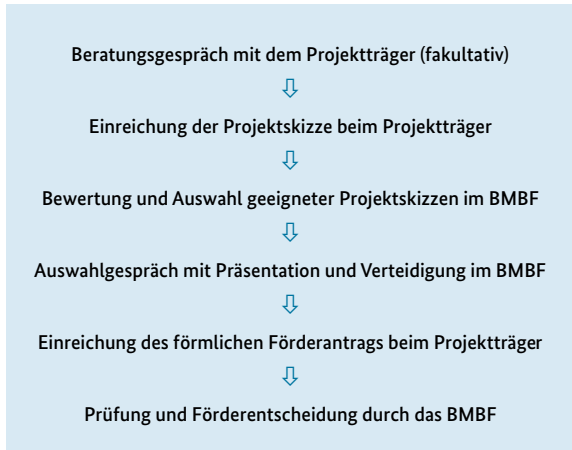 Beratungsgespräch mit dem Projektträger (fakultativ)
⇩
Einreichung der Projektskizze beim Projektträger
⇩
Bewertung und Auswahl geeigneter Projektskizzen im BMBF
⇩
Auswahlgespräch mit Präsentation und Verteidigung im BMBF
⇩
Einreichung des förmlichen Förderantrags beim Projektträger
⇩
Prüfung und Förderentscheidung durch das BMBF